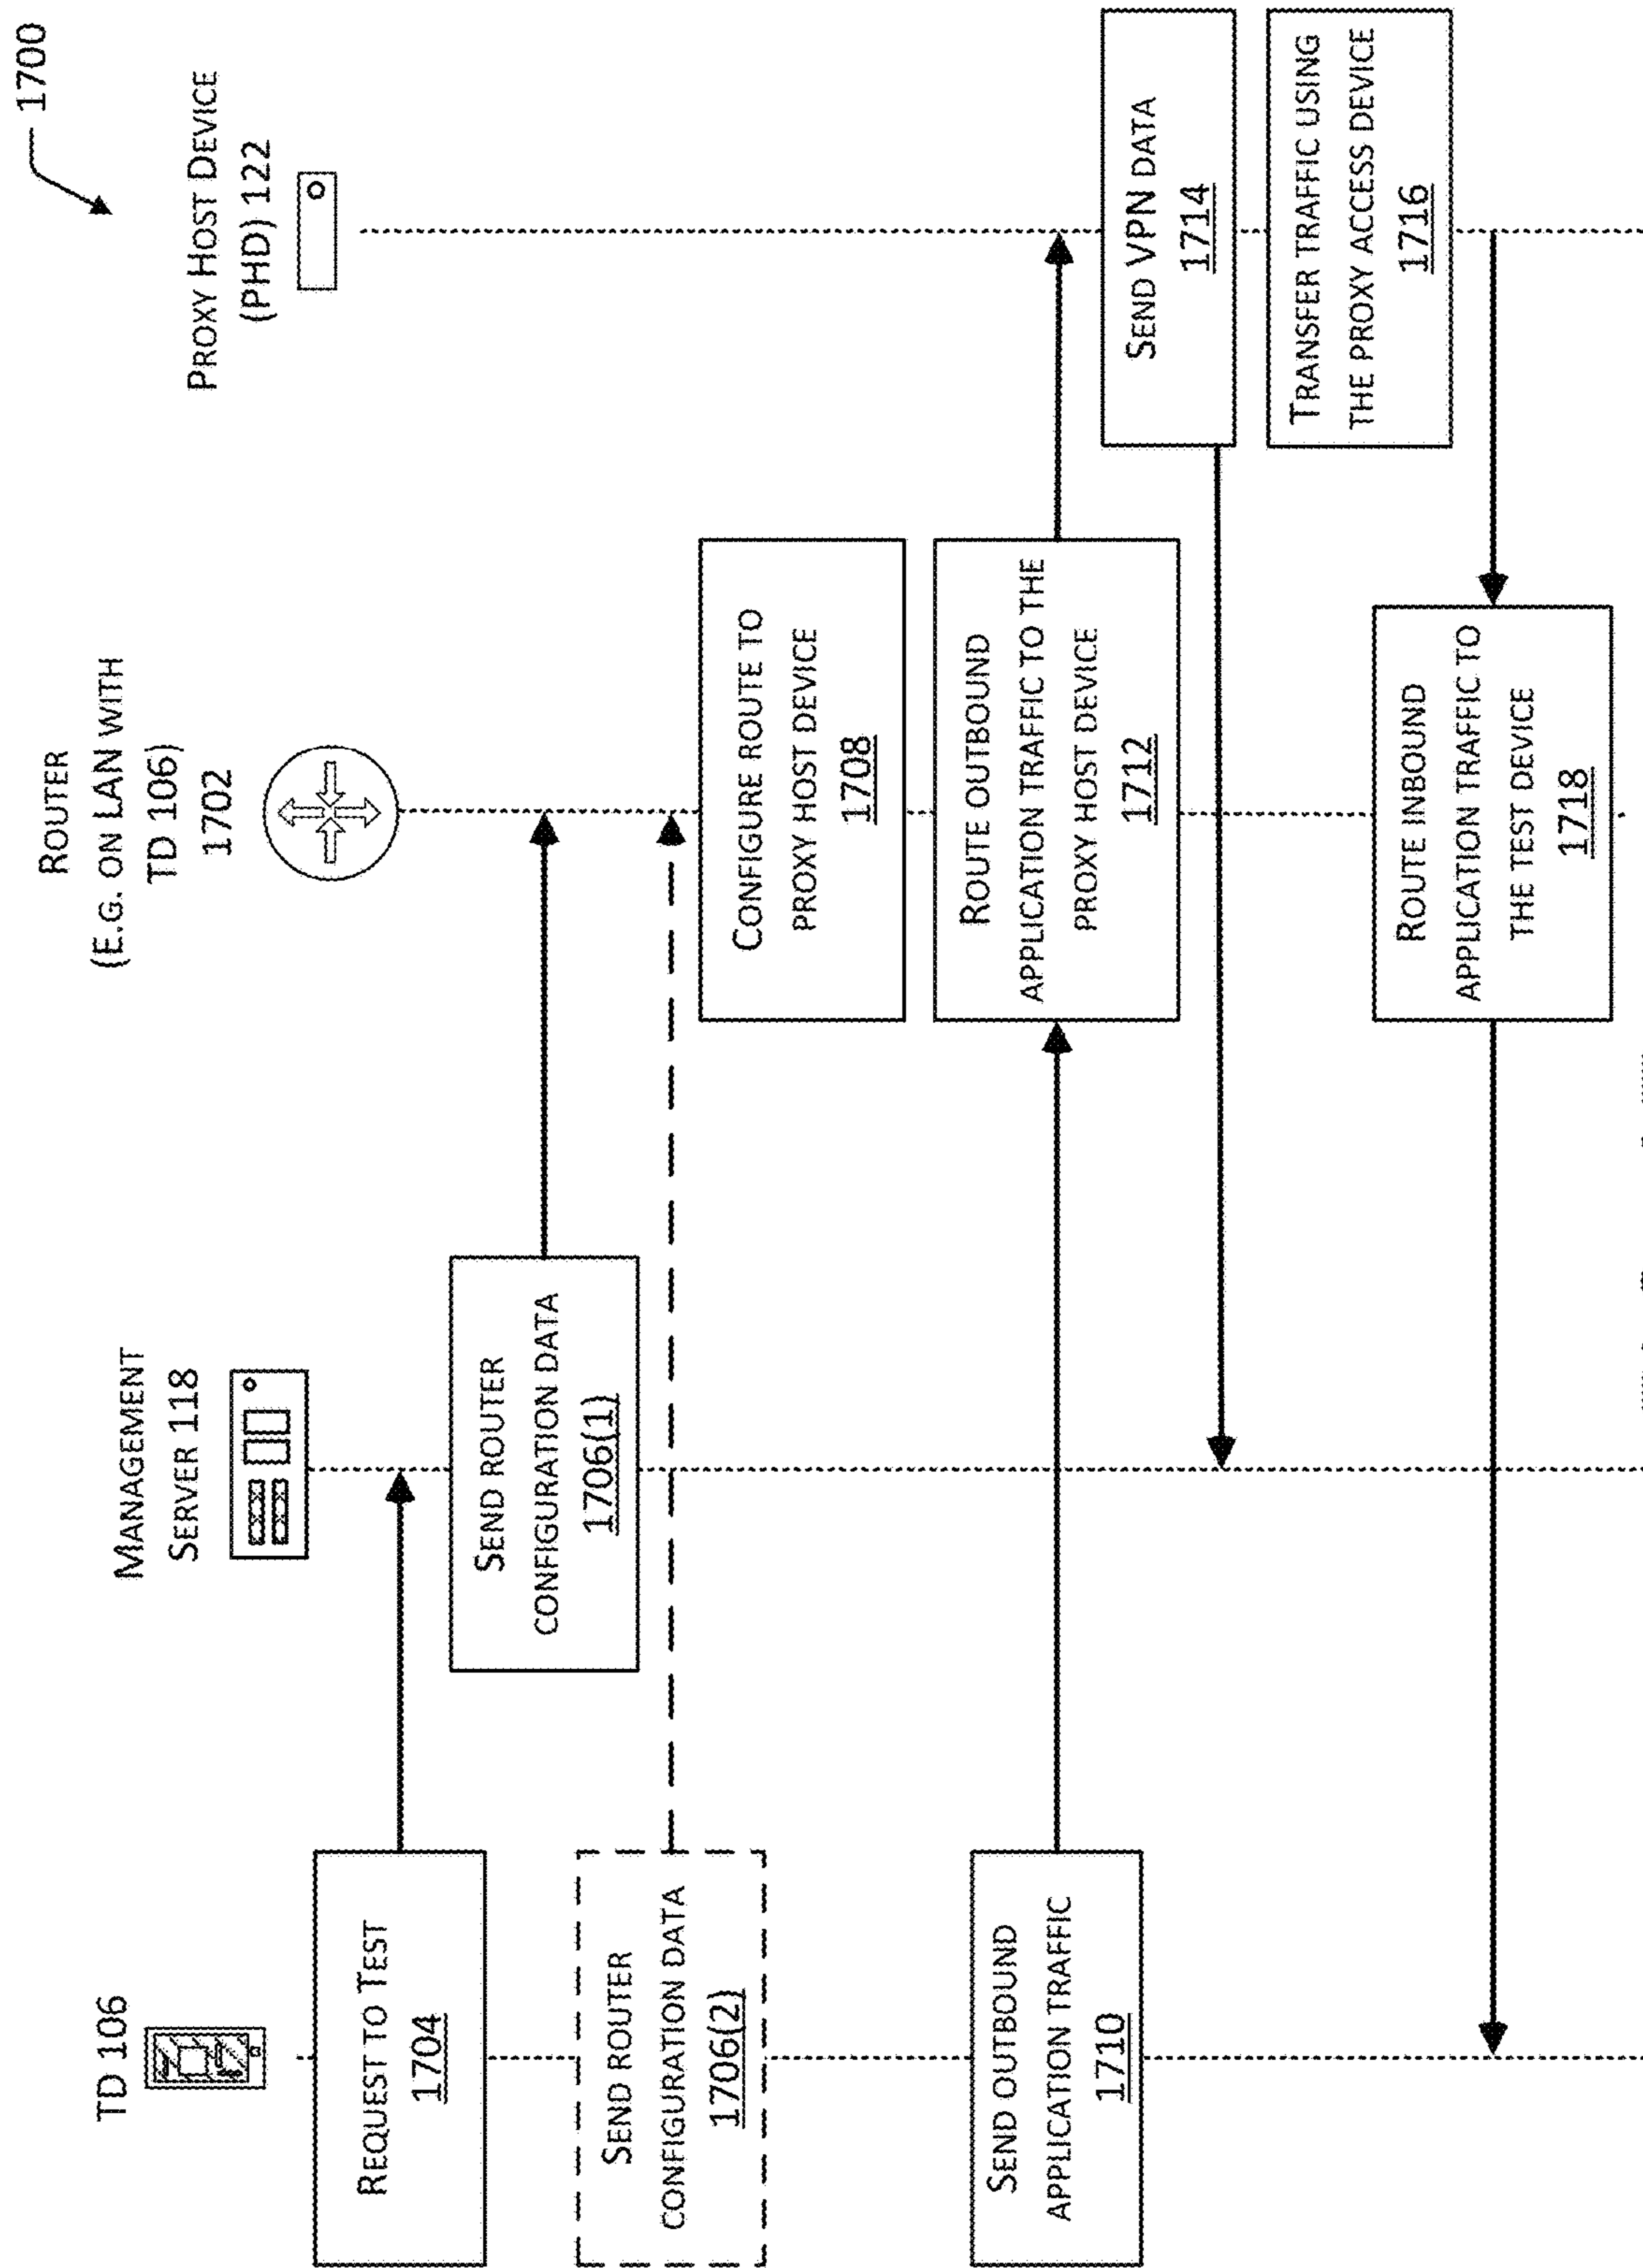 1700
TD 106
MANAGEMENT
SERVER 118
ROUTER
(E.G. ON LAN WITH
TD 106)
1702
PROXY HOST DEVICE
(PHD) 122
REQUEST TO TEST
1704
SEND ROUTER
CONFIGURATION DATA
1706(1)
SEND ROUTER
CONFIGURATION DATA
1706(2)
CONFIGURE ROUTE TO
PROXY HOST DEVICE
1708
SEND OUTBOUND
APPLICATION TRAFFIC
1710
ROUTE OUTBOUND
APPLICATION TRAFFIC TO THE
PROXY HOST DEVICE
1712
SEND VPN DATA
1714
TRANSFER TRAFFIC USING
THE PROXY ACCESS DEVICE
1716
ROUTE INBOUND
APPLICATION TRAFFIC TO
THE TEST DEVICE
1718